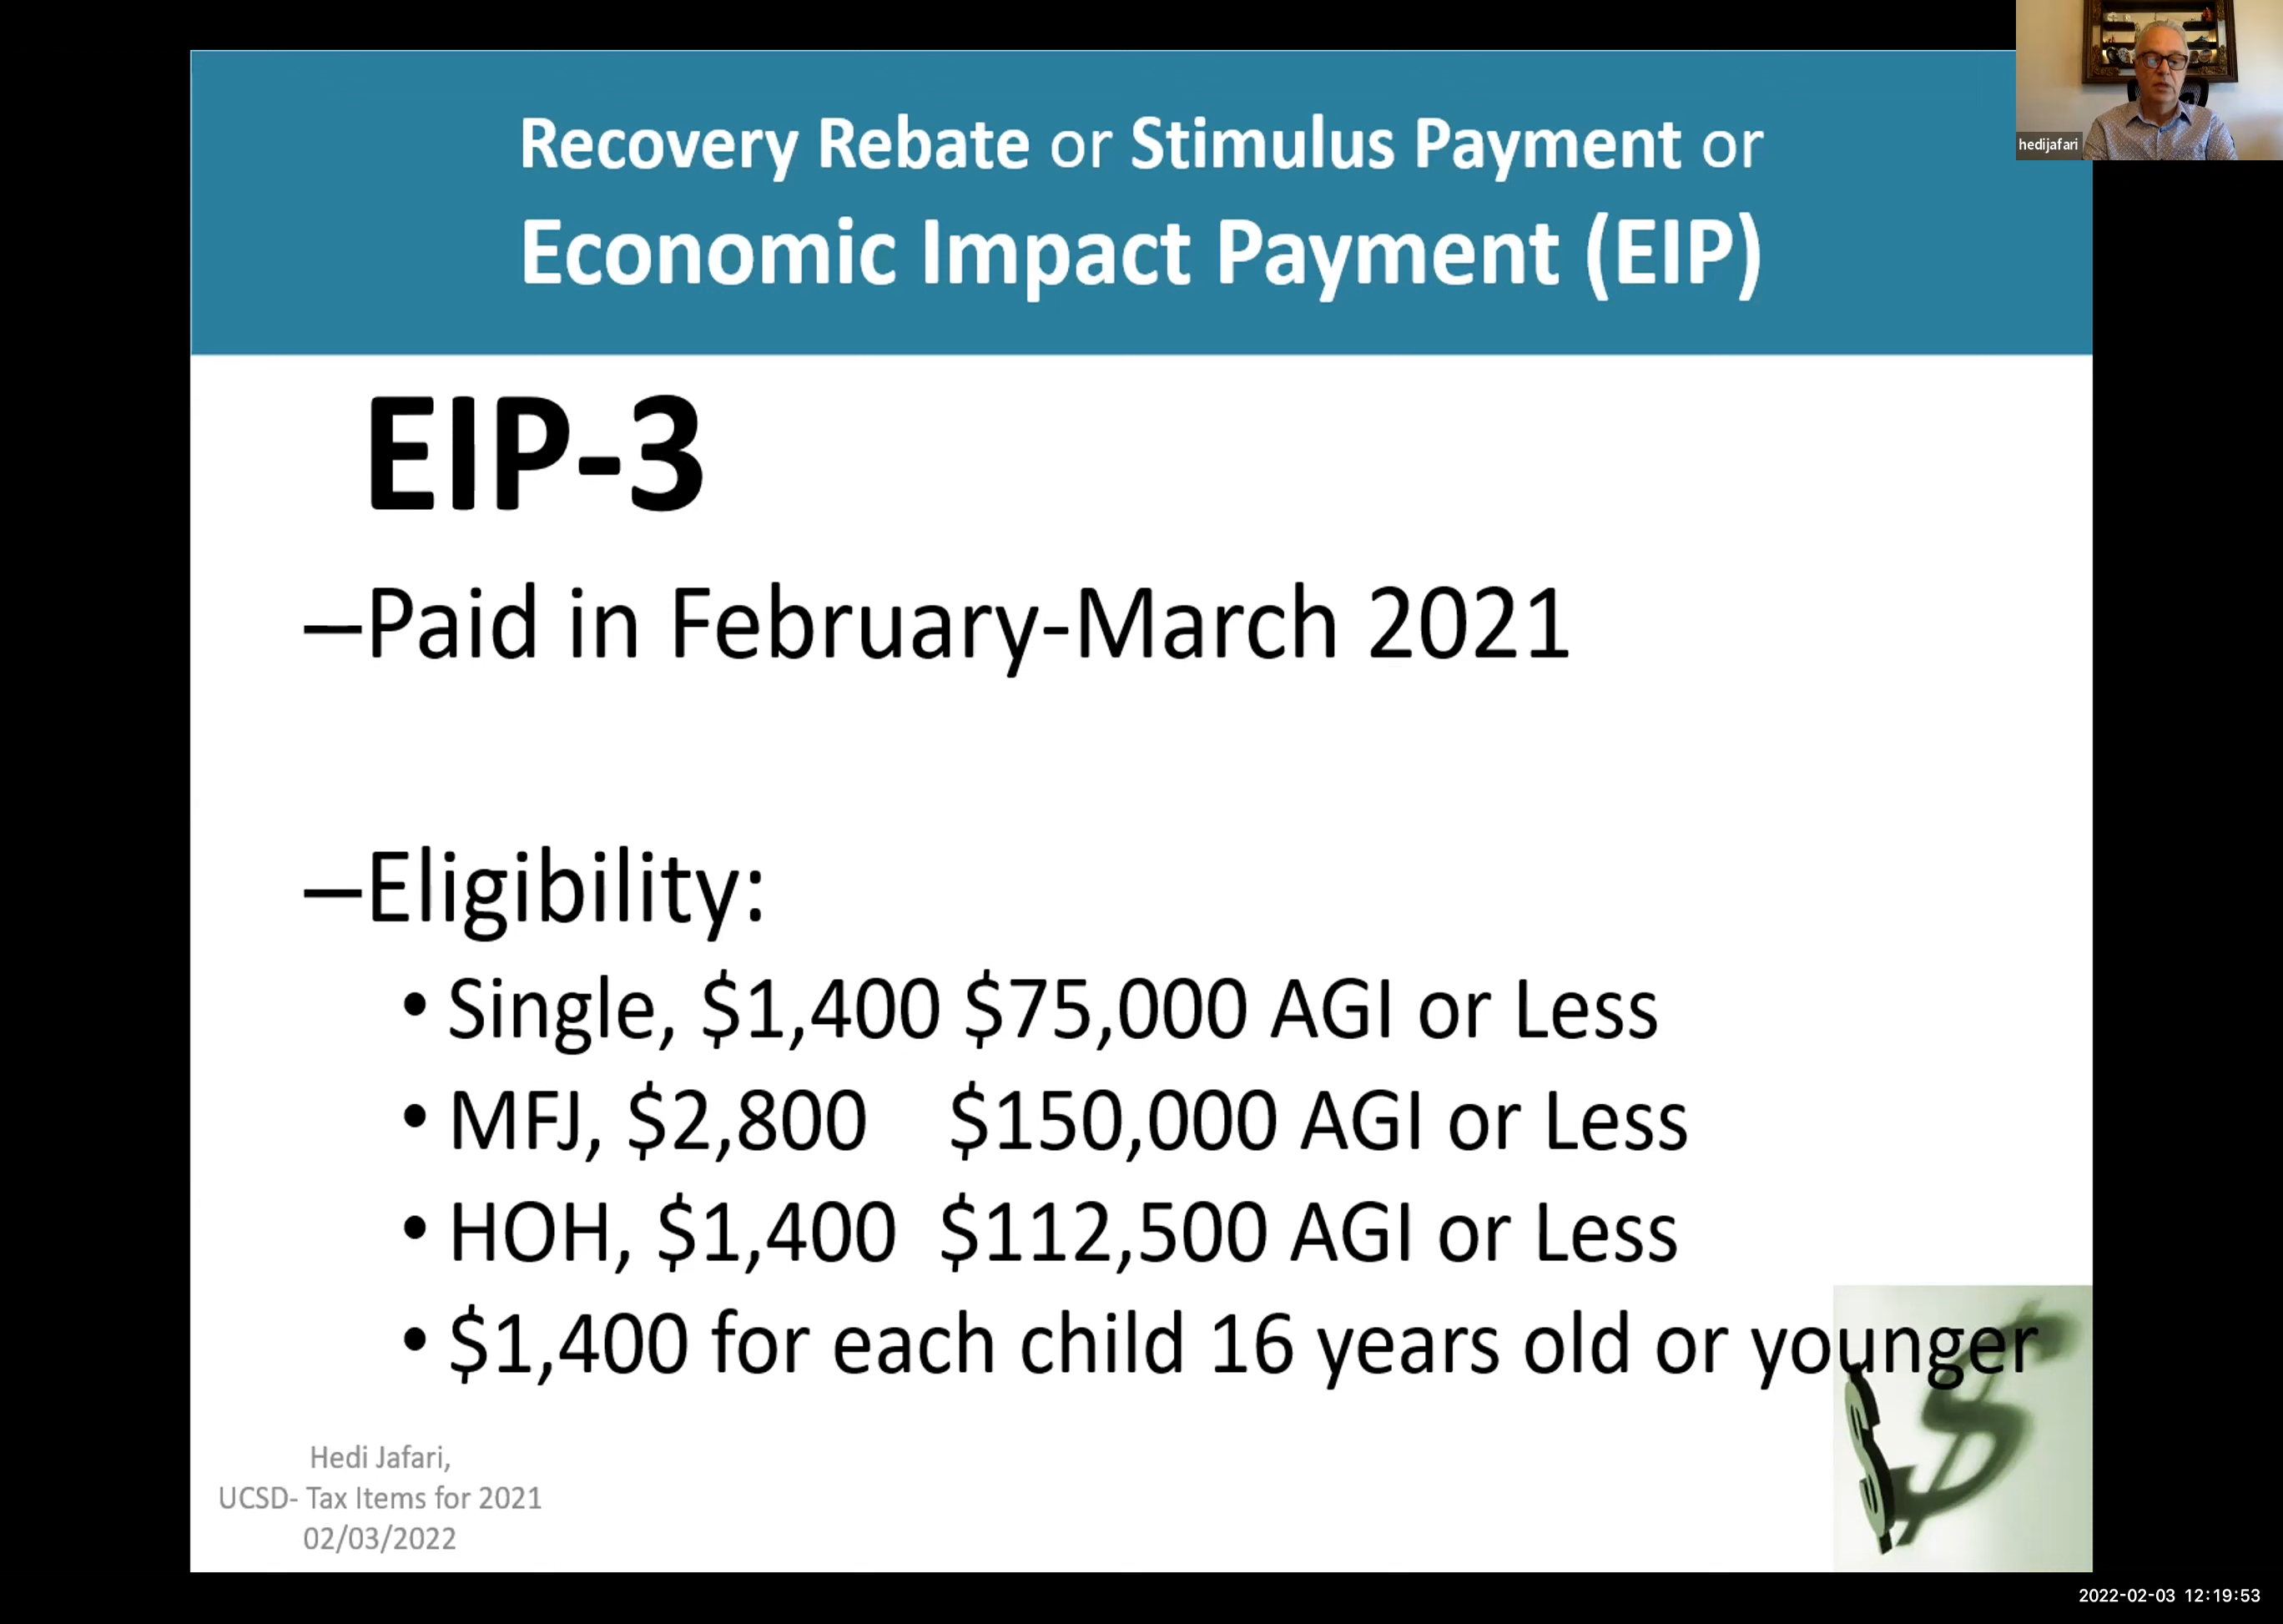 Recovery Rebate or Stimulus Payment or
Economic Impact Payment (EIP)
hedijafari
EIP-3
–Paid in February-March 2021
–Eligibility:
• Single, $1,400 $75,000 AGI or Less
• MFJ, $2,800 $150,000 AGI or Less
• HOH, $1,400 $112,500 AGI or Less
• $1,400 for each child 16 years old or younger
Hedi Jafari,
UCSD- Tax Items for 2021
02/03/2022
2022-02-03 12:19:53